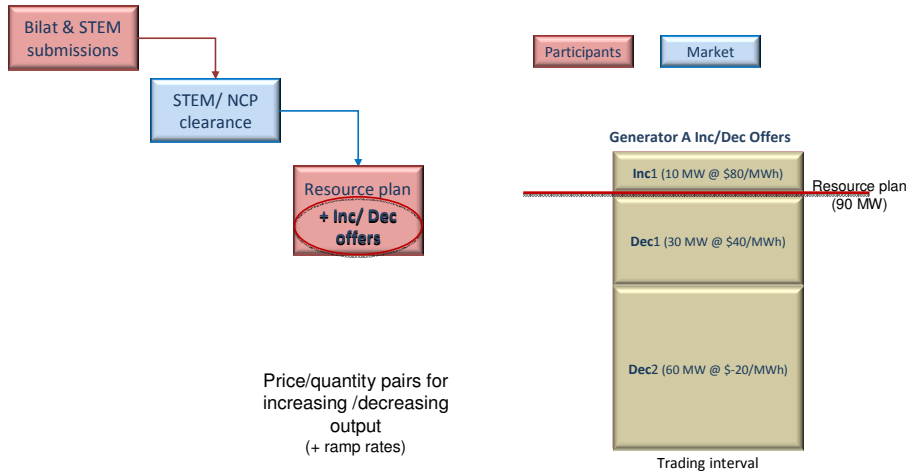 Bilat & STEM
submissions
Participants
Market
STEM/ NCP
clearance
Resource plan
+ Inc/ Dec
offers
Price/quantity pairs for
increasing /decreasing
output
(+ ramp rates)
Generator A Inc/Dec Offers
Inc1 (10 MW @ $80/MWh)
Resource plan
(90 MW)
Dec1 (30 MW @ $40/MWh)
Dec2 (60 MW @ $-20/MWh)
Trading interval